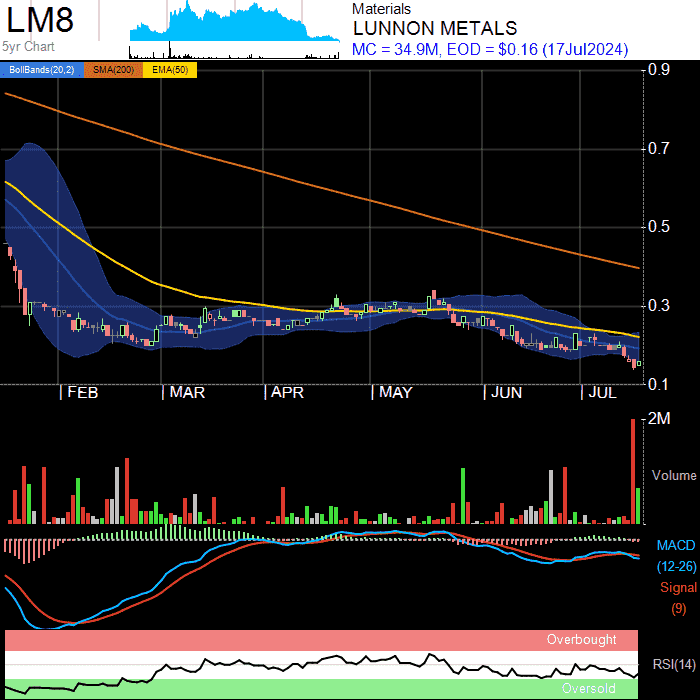 LM8
5yr Chart
Materials
LUNNON METALS
MC = 34.9M, EOD = $0.16 (17Jul2024)
BollBands(20,2) SMA(200) EMA(50)
0.9
0.7
0.5
0.3
0.1
FEB MAR APR MAY JUN JUL
2M
Volume
MACD
(12-26)
Signal
(9)
Overbought
RSI(14)
Oversold